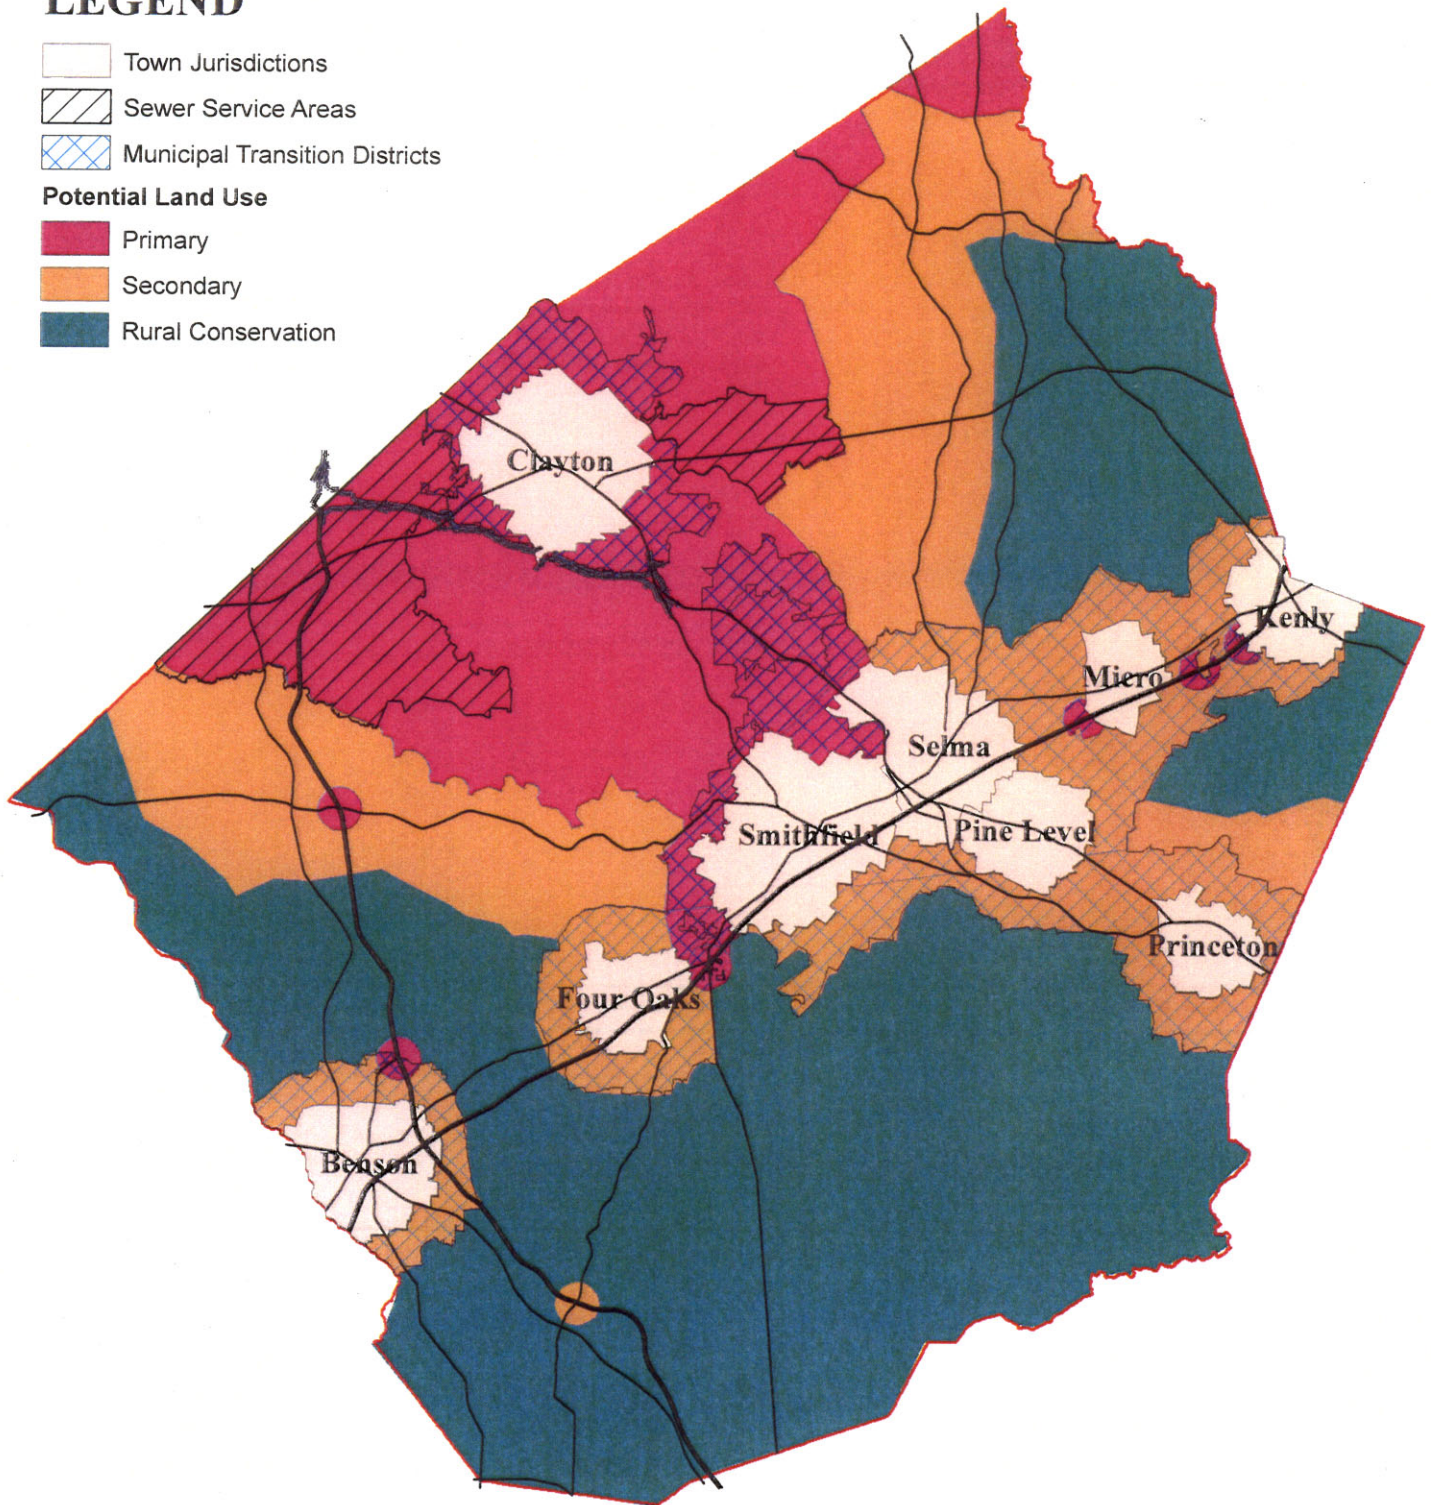 LEGEND
Town Jurisdictions
Sewer Service Areas
Municipal Transition Districts
Potential Land Use
Primary
Secondary
Rural Conservation
Clayton
Kenly
Micro
Selma
Smithfield
Pine Level
Princeton
Four Oaks
Benson